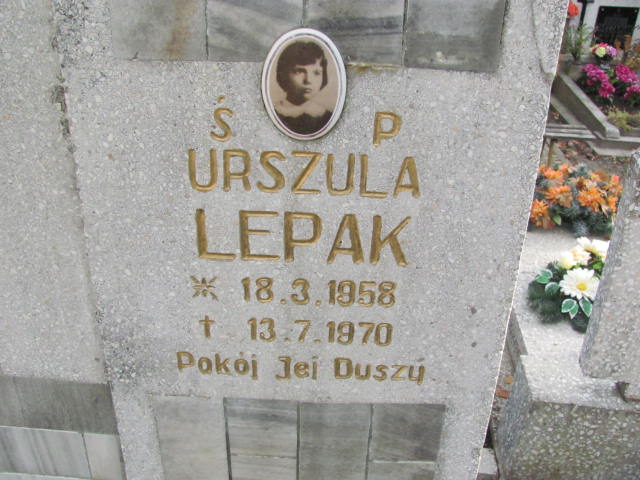 Ś P
URSZULA
LEPAK
* 18.3.1958
† 13.7.1970
Pokój Jej Duszy